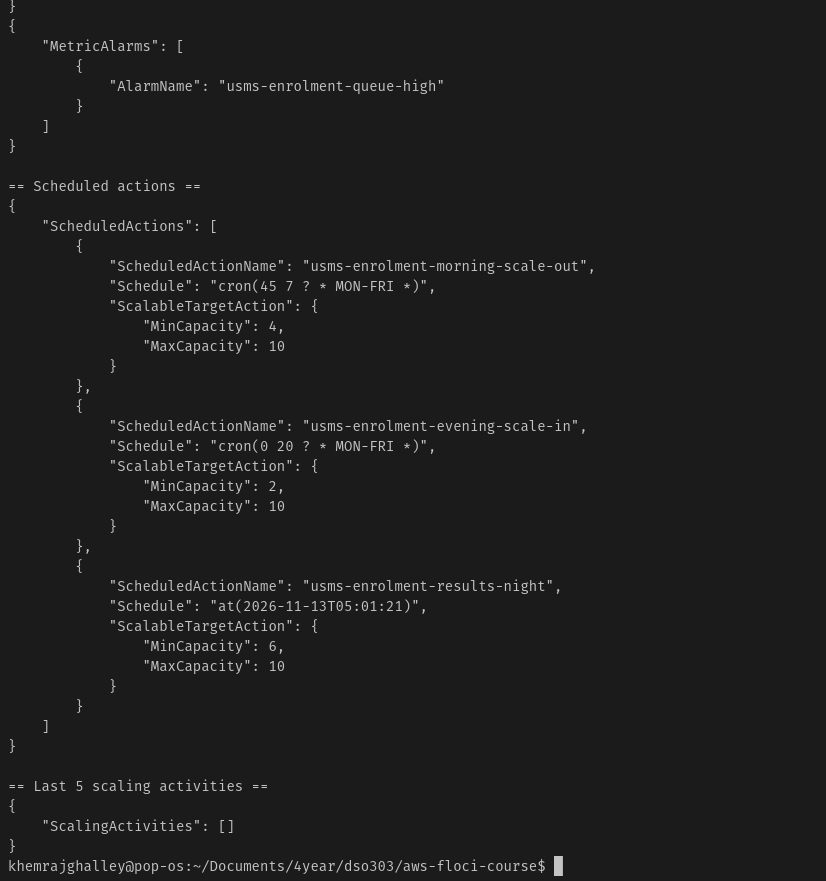 }
{
    "MetricAlarms": [
        {
            "AlarmName": "usms-enrolment-queue-high"
        }
    ]
}

== Scheduled actions ==
{
    "ScheduledActions": [
        {
            "ScheduledActionName": "usms-enrolment-morning-scale-out",
            "Schedule": "cron(45 7 ? * MON-FRI *)",
            "ScalableTargetAction": {
                "MinCapacity": 4,
                "MaxCapacity": 10
            }
        },
        {
            "ScheduledActionName": "usms-enrolment-evening-scale-in",
            "Schedule": "cron(0 20 ? * MON-FRI *)",
            "ScalableTargetAction": {
                "MinCapacity": 2,
                "MaxCapacity": 10
            }
        },
        {
            "ScheduledActionName": "usms-enrolment-results-night",
            "Schedule": "at(2026-11-13T05:01:21)",
            "ScalableTargetAction": {
                "MinCapacity": 6,
                "MaxCapacity": 10
            }
        }
    ]
}

== Last 5 scaling activities ==
{
    "ScalingActivities": []
}
khemrajghalley@pop-os:~/Documents/4year/dso303/aws-floci-course$